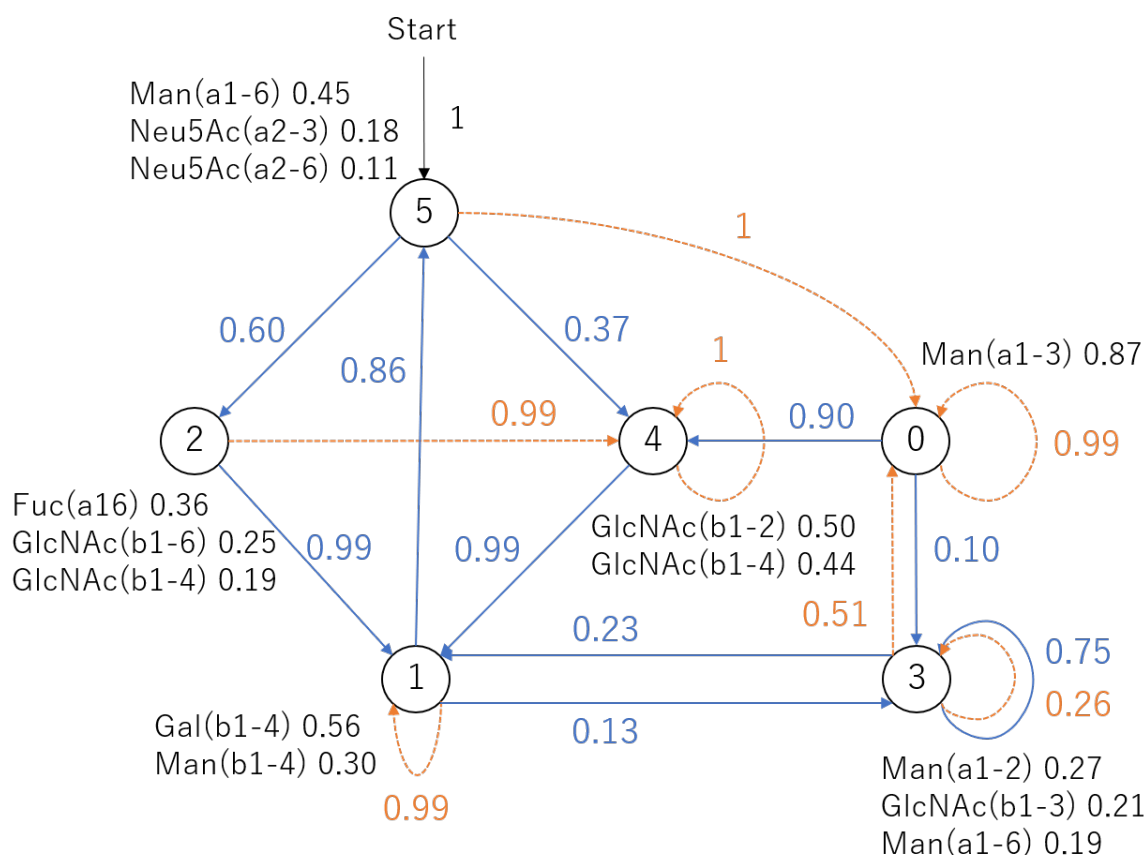 Start
Man(a1-6) 0.45
Neu5Ac(a2-3) 0.18
Neu5Ac(a2-6) 0.11
1
5
1
0.60
0.37
0.86
1
Man(a1-3) 0.87
0.99
0.90
2
4
0
0.99
Fuc(a16) 0.36
GlcNAc(b1-6) 0.25
GlcNAc(b1-4) 0.19
0.99
0.99
GlcNAc(b1-2) 0.50
GlcNAc(b1-4) 0.44
0.10
0.51
0.23
1
3
0.75
0.26
Gal(b1-4) 0.56
Man(b1-4) 0.30
0.13
0.99
Man(a1-2) 0.27
GlcNAc(b1-3) 0.21
Man(a1-6) 0.19